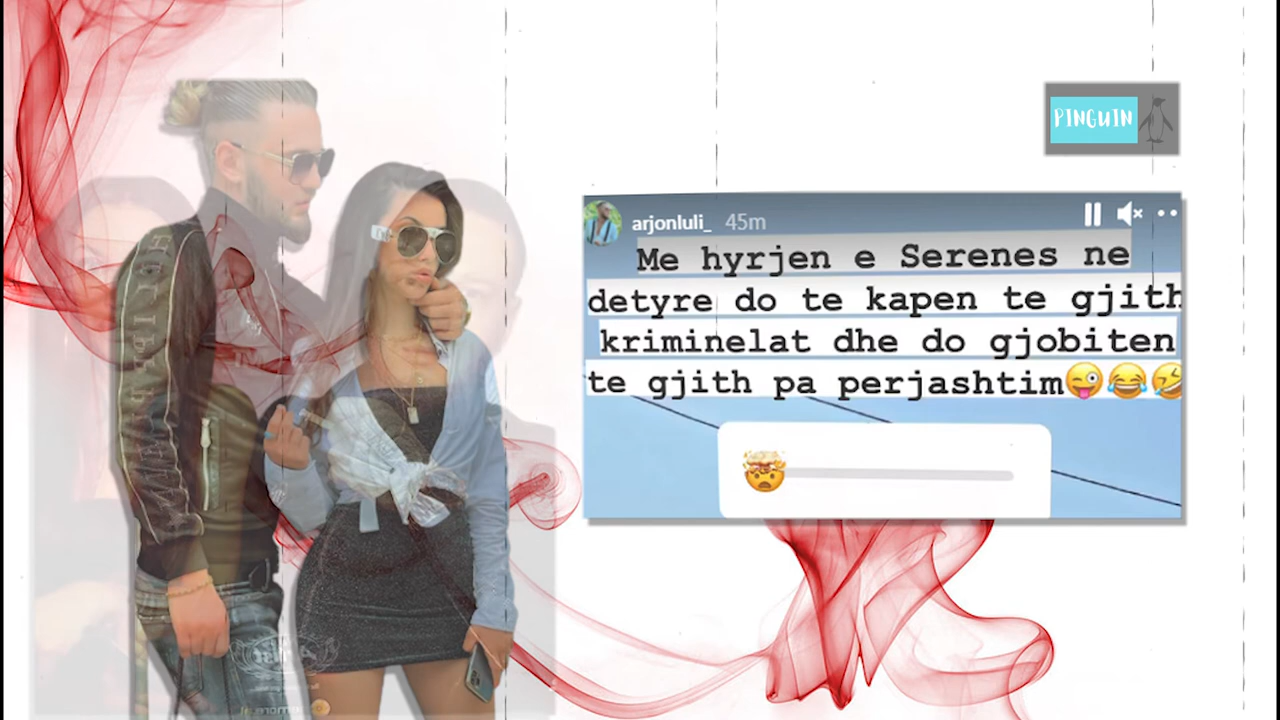 PINGUIN
arjonluli_ 45m
Me hyrjen e Serenes ne
detyre do te kapen te gjith
kriminelat dhe do gjobiten
te gjith pa perjashtim😜😂🤣